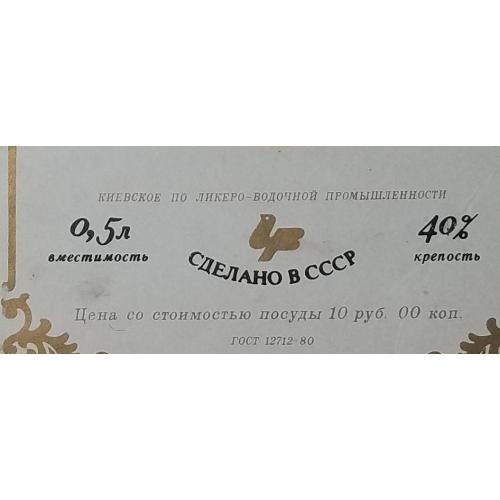 КИЕВСКОЕ ПО ЛИКЕРО-ВОДОЧНОЙ ПРОМЫШЛЕННОСТИ
0,5л
вместимость
СДЕЛАНО В СССР
40%
крепость
Цена со стоимостью посуды 10 руб. 00 коп.
ГОСТ 12712-80